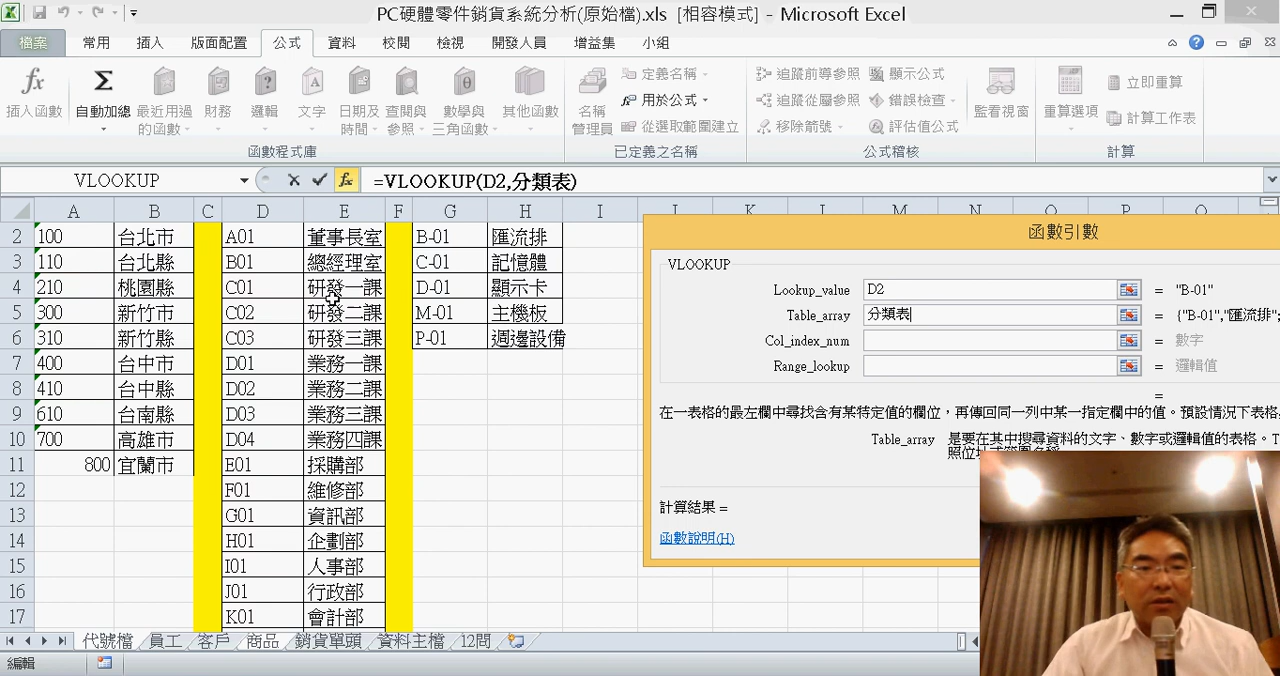 PC硬體零件銷貨系統分析(原始檔).xls [相容模式] - Microsoft Excel
檔案 常用 插入 版面配置 公式 資料 校閱 檢視 開發人員 增益集 小組
插入函數 自動加總 最近用過的函數 財務 邏輯 文字 日期及時間 查閱與參照 數學與三角函數 其他函數
名稱管理員 定義名稱 用於公式 從選取範圍建立
追蹤前導參照 追蹤從屬參照 移除箭號 顯示公式 錯誤檢查 評估值公式 監看視窗
重算選項 立即重算 計算工作表
函數程式庫 已定義之名稱 公式稽核 計算
VLOOKUP =VLOOKUP(D2,分類表)
A B C D E F G H I J K L M N O P Q
2 100 台北市 A01 董事長室 B-01 匯流排
3 110 台北縣 B01 總經理室 C-01 記憶體
4 210 桃園縣 C01 研發一課 D-01 顯示卡
5 300 新竹市 C02 研發二課 M-01 主機板
6 310 新竹縣 C03 研發三課 P-01 週邊設備
7 400 台中市 D01 業務一課
8 410 台中縣 D02 業務二課
9 610 台南縣 D03 業務三課
10 700 高雄市 D04 業務四課
11 800 宜蘭市 E01 採購部
12 F01 維修部
13 G01 資訊部
14 H01 企劃部
15 I01 人事部
16 J01 行政部
17 K01 會計部
函數引數
VLOOKUP
Lookup_value D2 = "B-01"
Table_array 分類表 = {"B-01","匯流排";
Col_index_num = 數字
Range_lookup = 邏輯值
=
在一表格的最左欄中尋找含有某特定值的欄位，再傳回同一列中某一指定欄中的值。預設情況下表格
Table_array 是要在其中搜尋資料的文字、數字或邏輯值的表格。T
計算結果 =
函數說明(H)
代號檔 員工 客戶 商品 銷貨單頭 資料主檔 12問
編輯